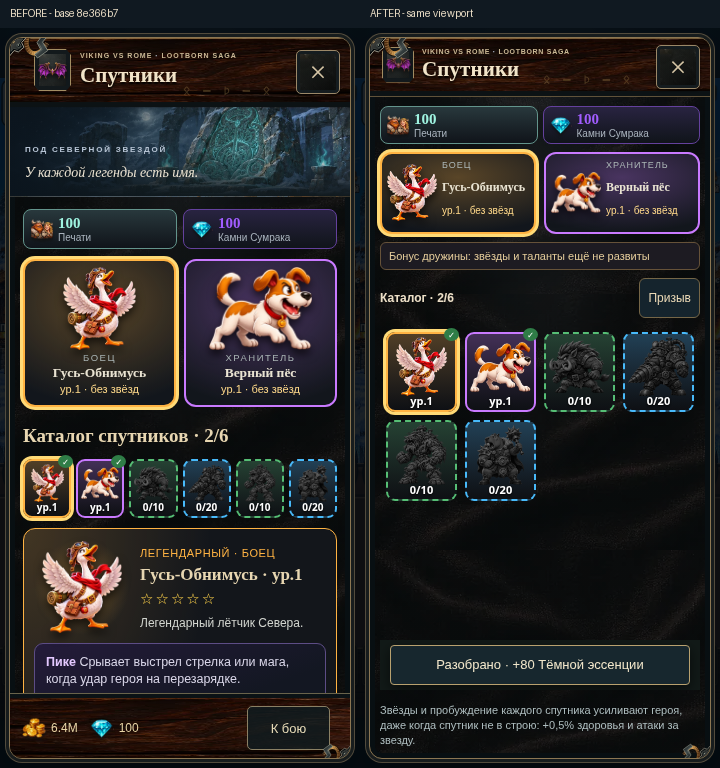 BEFORE - base 8e366b7
VIKING VS ROME · LOOTBORN SAGA
Спутники
ПОД СЕВЕРНОЙ ЗВЕЗДОЙ
У каждой легенды есть имя.
100
Печати
100
Камни Сумрака
БОЕЦ
Гусь-Обнимусь
ур.1 · без звёзд
ХРАНИТЕЛЬ
Верный пёс
ур.1 · без звёзд
Каталог спутников · 2/6
ур.1
ур.1
0/10
0/20
0/10
0/20
ЛЕГЕНДАРНЫЙ · БОЕЦ
Гусь-Обнимусь · ур.1
☆☆☆☆☆
Легендарный лётчик Севера.
Пике Срывает выстрел стрелка или мага,
когда удар героя на перезарядке.
6.4M
100
К бою
AFTER - same viewport
VIKING VS ROME · LOOTBORN SAGA
Спутники
100
Печати
100
Камни Сумрака
БОЕЦ
Гусь-Обнимусь
ур.1 · без звёзд
ХРАНИТЕЛЬ
Верный пёс
ур.1 · без звёзд
Бонус дружины: звёзды и таланты ещё не развиты
Каталог · 2/6
Призыв
ур.1
ур.1
0/10
0/20
0/10
0/20
Разобрано · +80 Тёмной эссенции
Звёзды и пробуждение каждого спутника усиливают героя,
даже когда спутник не в строю: +0,5% здоровья и атаки за
звезду.